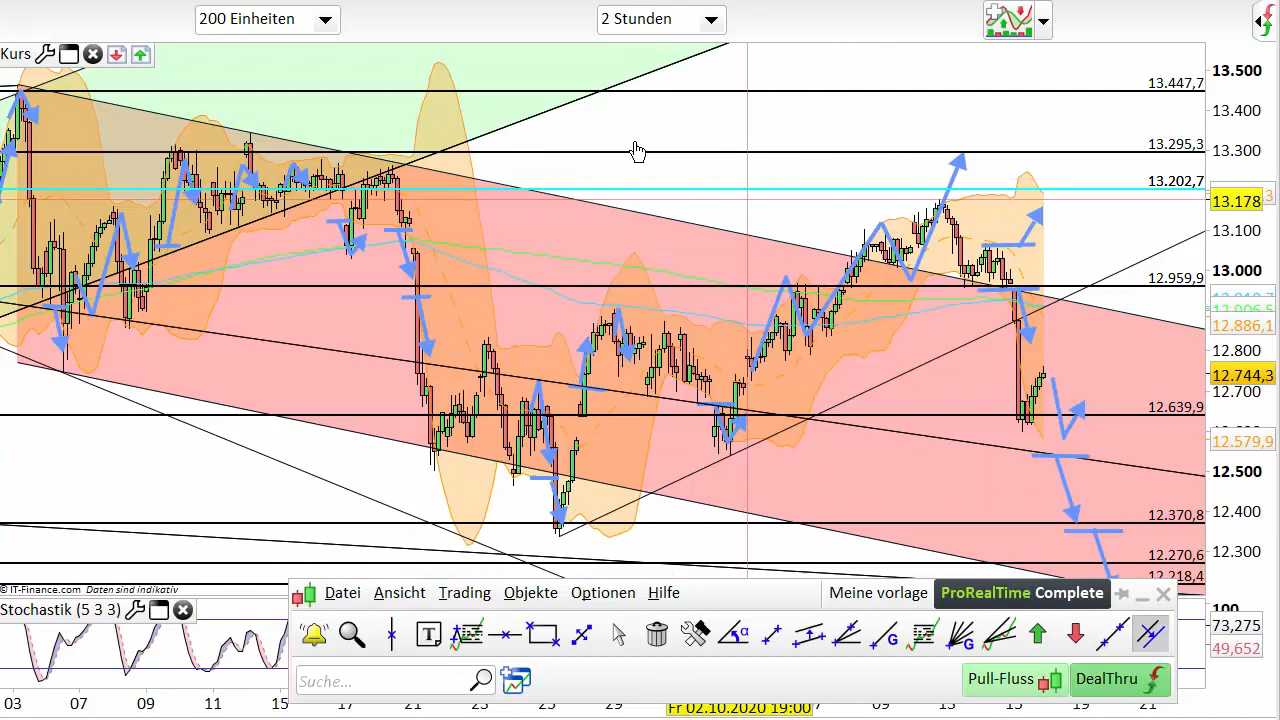 200 Einheiten
2 Stunden
Kurs
13.500
13.447,7
13.400
13.295,3
13.300
13.202,7
13.178
13.100
13.000
12.959,9
12.886,1
12.800
12.744,3
12.700
12.639,9
12.579,9
12.500
12.400
12.370,8
12.300
12.270,6
12.218,4
© IT-Finance.com Daten sind indikativ
Stochastik (5 3 3)
100
73,275
49,652
Datei Ansicht Trading Objekte Optionen Hilfe
Meine vorlage
ProRealTime Complete
Suche...
Pull-Fluss
DealThru
03 07 09 11 15 17 21 23 25 29 Fr 02.10.2020 19:00 09 13 15 19 21